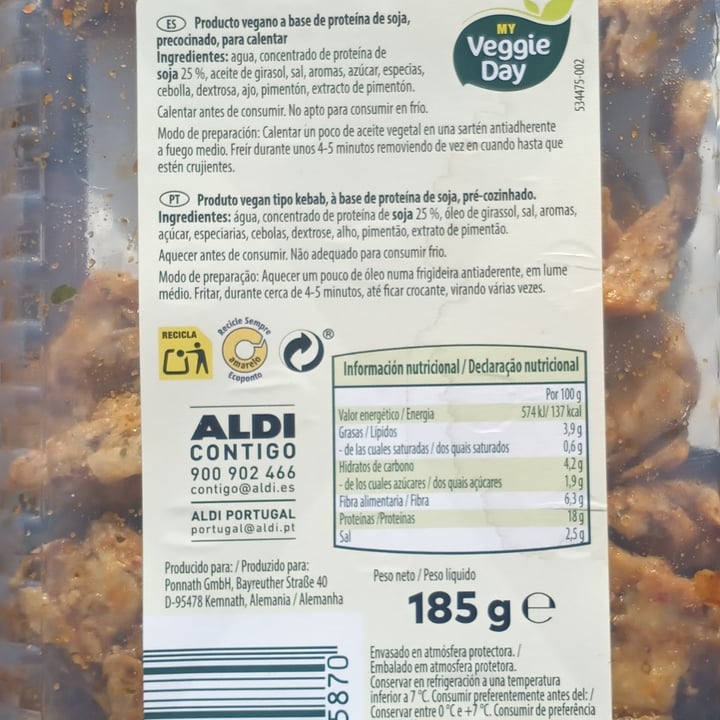 ES Producto vegano a base de proteína de soja,
precocinado, para calentar
Ingredientes: agua, concentrado de proteína de
soja 25 %, aceite de girasol, sal, aromas, azúcar, especias,
cebolla, dextrosa, ajo, pimentón, extracto de pimentón.
Calentar antes de consumir. No apto para consumir en frío.
Modo de preparación: Calentar un poco de aceite vegetal en una sartén antiadherente
a fuego medio. Freír durante unos 4-5 minutos removiendo de vez en cuando hasta que
estén crujientes.
MY
Veggie
Day
534475-002
PT Produto vegan tipo kebab, à base de proteína de soja, pré-cozinhado.
Ingredientes: água, concentrado de proteína de soja 25 %, óleo de girassol, sal, aromas,
açúcar, especiarias, cebolas, dextrose, alho, pimentão, extrato de pimentão.
Aquecer antes de consumir. Não adequado para consumir frio.
Modo de preparação: Aquecer um pouco de óleo numa frigideira antiaderente, em lume
médio. Fritar, durante cerca de 4-5 minutos, até ficar crocante, virando várias vezes.
RECICLA
Recicle Sempre
amarelo
Ecoponto
®
ALDI
CONTIGO
900 902 466
contigo@aldi.es
ALDI PORTUGAL
portugal@aldi.pt
Información nutricional / Declaração nutricional
Por 100 g
Valor energético / Energia 574 kJ/ 137 kcal
Grasas / Lípidos 3,9 g
- de las cuales saturadas / dos quais saturados 0,6 g
Hidratos de carbono 4,2 g
- de los cuales azúcares / dos quais açúcares 1,9 g
Fibra alimentaria / Fibra 6,3 g
Proteínas /Proteínas 18 g
Sal 2,5 g
Producido para: / Produzido para:
Ponnath GmbH, Bayreuther Straße 40
D-95478 Kemnath, Alemania / Alemanha
Peso neto / Peso líquido
185 g e
5870
Envasado en atmósfera protectora. /
Embalado em atmosfera protetora.
Conservar en refrigeración a una temperatura
inferior a 7 °C. Consumir preferentemente antes del: /
Conservar entre 0 °C e +7 °C. Consumir de preferência